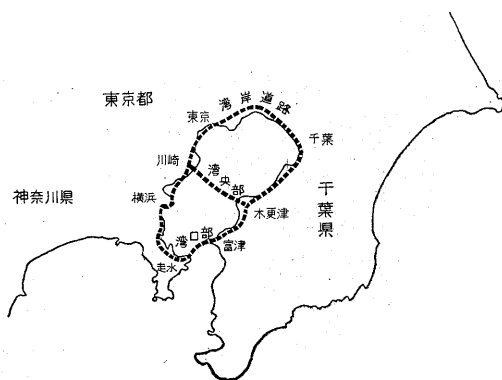 湾岸道路
東京都
東京
千葉
川崎
湾央部
横浜
神奈川県
木更津
千葉県
湾口部
富津
走水